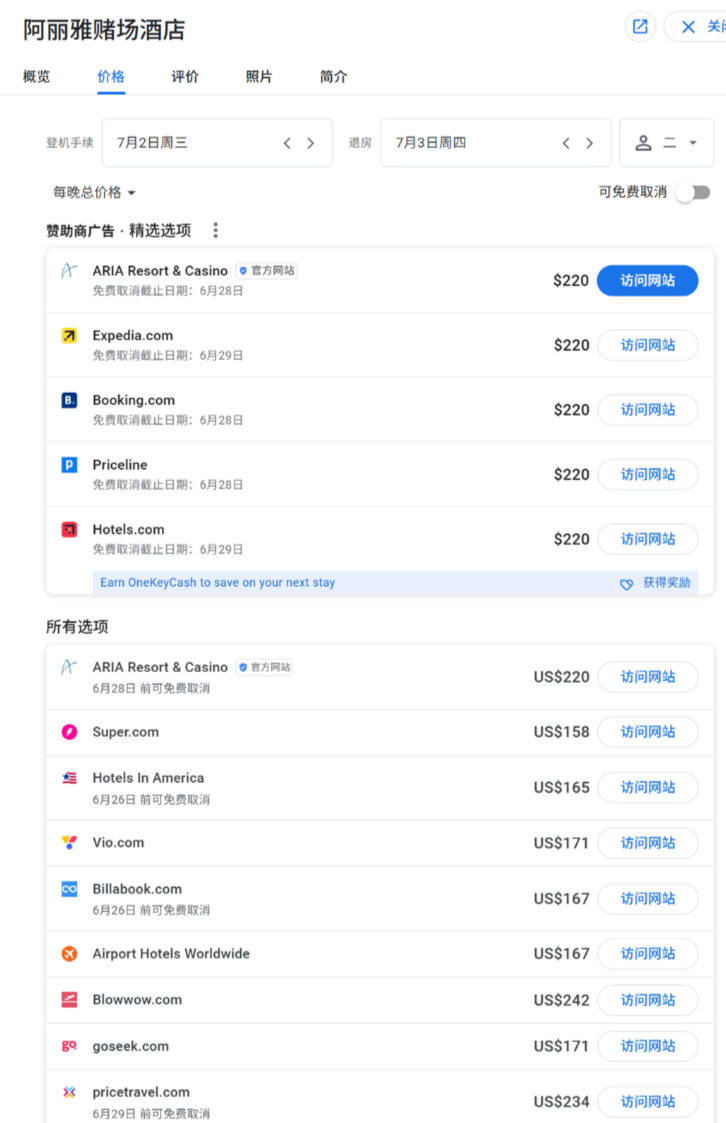 阿丽雅赌场酒店
概览 价格 评价 照片 简介
登机手续 7月2日周三 退房 7月3日周四 二
每晚总价格 可免费取消
赞助商广告 · 精选选项
ARIA Resort & Casino 官方网站
免费取消截止日期：6月28日
$220 访问网站
Expedia.com
免费取消截止日期：6月29日
$220 访问网站
B.
Booking.com
免费取消截止日期：6月28日
$220 访问网站
P
Priceline
免费取消截止日期：6月28日
$220 访问网站
Hotels.com
免费取消截止日期：6月29日
$220 访问网站
Earn OneKeyCash to save on your next stay 获得奖励
所有选项
ARIA Resort & Casino 官方网站
6月28日 前可免费取消
US$220 访问网站
Super.com US$158 访问网站
Hotels In America
6月26日 前可免费取消
US$165 访问网站
Vio.com US$171 访问网站
Billabook.com
6月26日 前可免费取消
US$167 访问网站
Airport Hotels Worldwide US$167 访问网站
Blowwow.com US$242 访问网站
go
goseek.com US$171 访问网站
pricetravel.com
6月29日 前可免费取消
US$234 访问网站